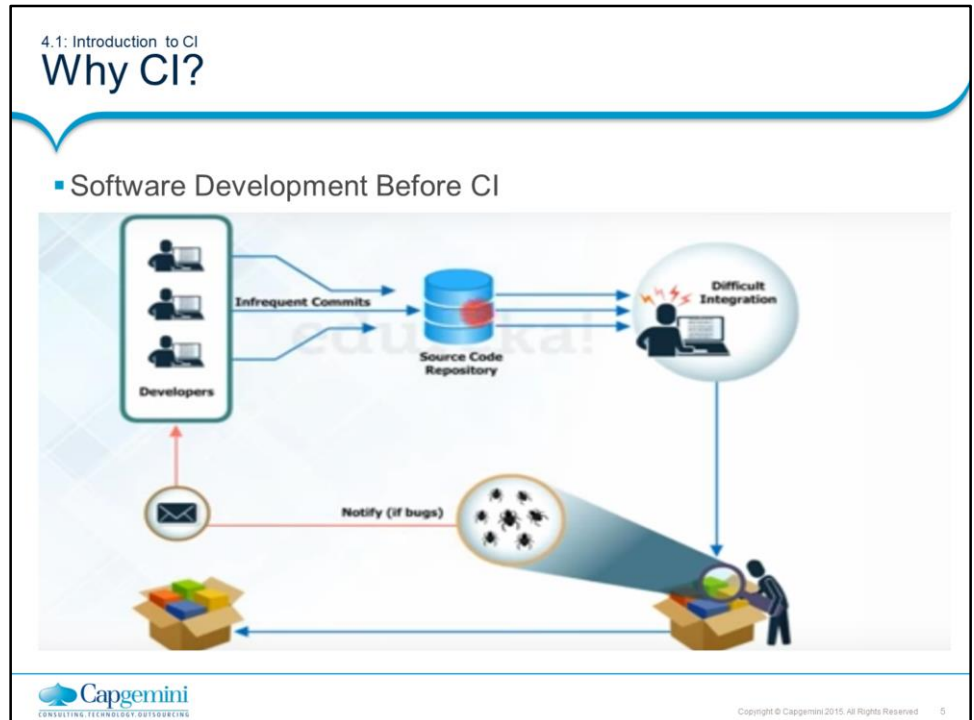 4.1: Introduction to CI
Why CI?
Software Development Before CI
Infrequent Commits
Developers
Source Code
Repository
Difficult
Integration
edureka!
Notify (if bugs)
Capgemini
CONSULTING.TECHNOLOGY.OUTSOURCING
Copyright © Capgemini 2015. All Rights Reserved 5